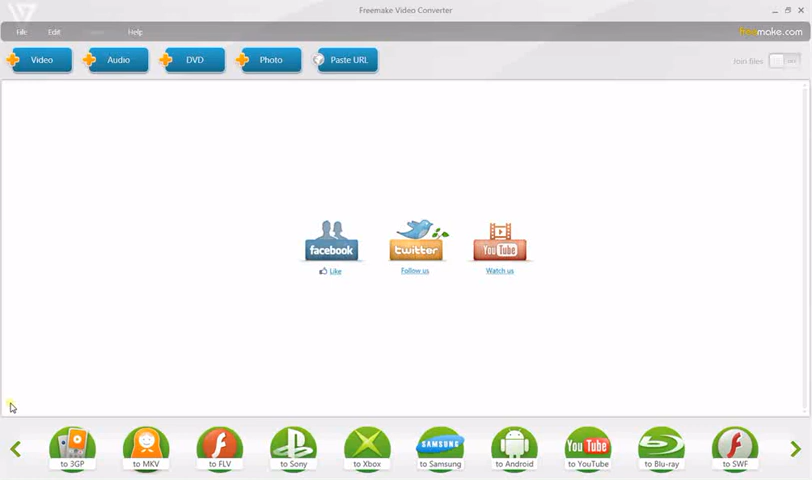 Freemake Video Converter
File Edit Help
freemake.com
Video Audio DVD Photo Paste URL
Join files
facebook twitter YouTube
Like Follow us Watch us
SAMSUNG YouTube Blu-ray
to 3GP to MKV to FLV to Sony to Xbox to Samsung to Android to YouTube to Blu-ray to SWF